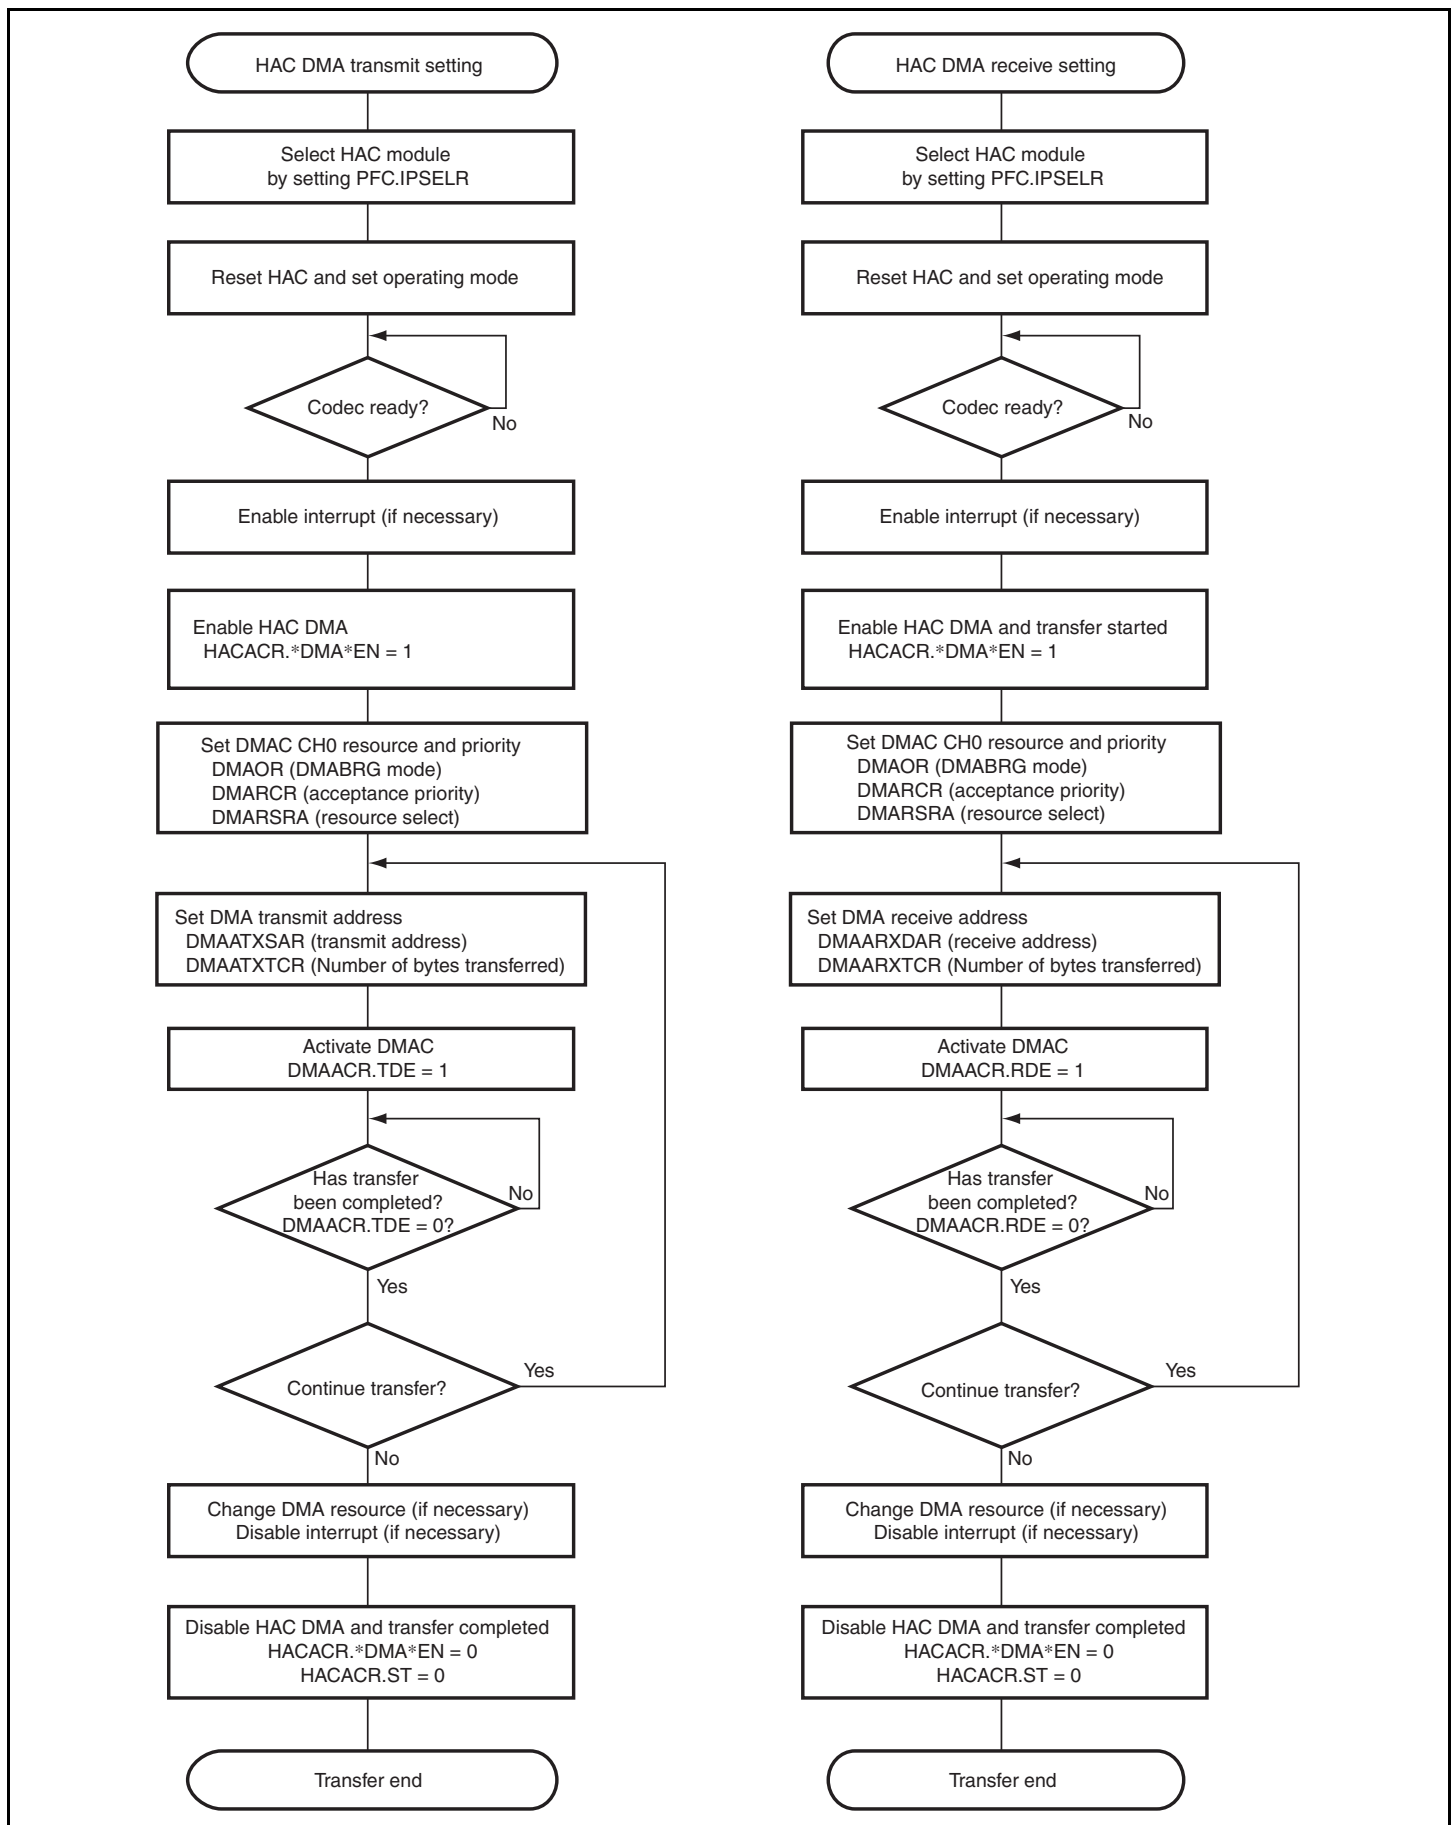 HAC DMA transmit setting
Select HAC module
by setting PFC.IPSELR
Reset HAC and set operating mode
Codec ready?
No
Enable interrupt (if necessary)
Enable HAC DMA
HACACR.*DMA*EN = 1
Set DMAC CH0 resource and priority
DMAOR (DMABRG mode)
DMARCR (acceptance priority)
DMARSRA (resource select)
Set DMA transmit address
DMAATXSAR (transmit address)
DMAATXTCR (Number of bytes transferred)
Activate DMAC
DMAACR.TDE = 1
Has transfer
been completed?
DMAACR.TDE = 0?
No
Yes
Continue transfer?
Yes
No
Change DMA resource (if necessary)
Disable interrupt (if necessary)
Disable HAC DMA and transfer completed
HACACR.*DMA*EN = 0
HACACR.ST = 0
Transfer end
HAC DMA receive setting
Select HAC module
by setting PFC.IPSELR
Reset HAC and set operating mode
Codec ready?
No
Enable interrupt (if necessary)
Enable HAC DMA and transfer started
HACACR.*DMA*EN = 1
Set DMAC CH0 resource and priority
DMAOR (DMABRG mode)
DMARCR (acceptance priority)
DMARSRA (resource select)
Set DMA receive address
DMAARXDAR (receive address)
DMAARXTCR (Number of bytes transferred)
Activate DMAC
DMAACR.RDE = 1
Has transfer
been completed?
DMAACR.RDE = 0?
No
Yes
Continue transfer?
Yes
No
Change DMA resource (if necessary)
Disable interrupt (if necessary)
Disable HAC DMA and transfer completed
HACACR.*DMA*EN = 0
HACACR.ST = 0
Transfer end